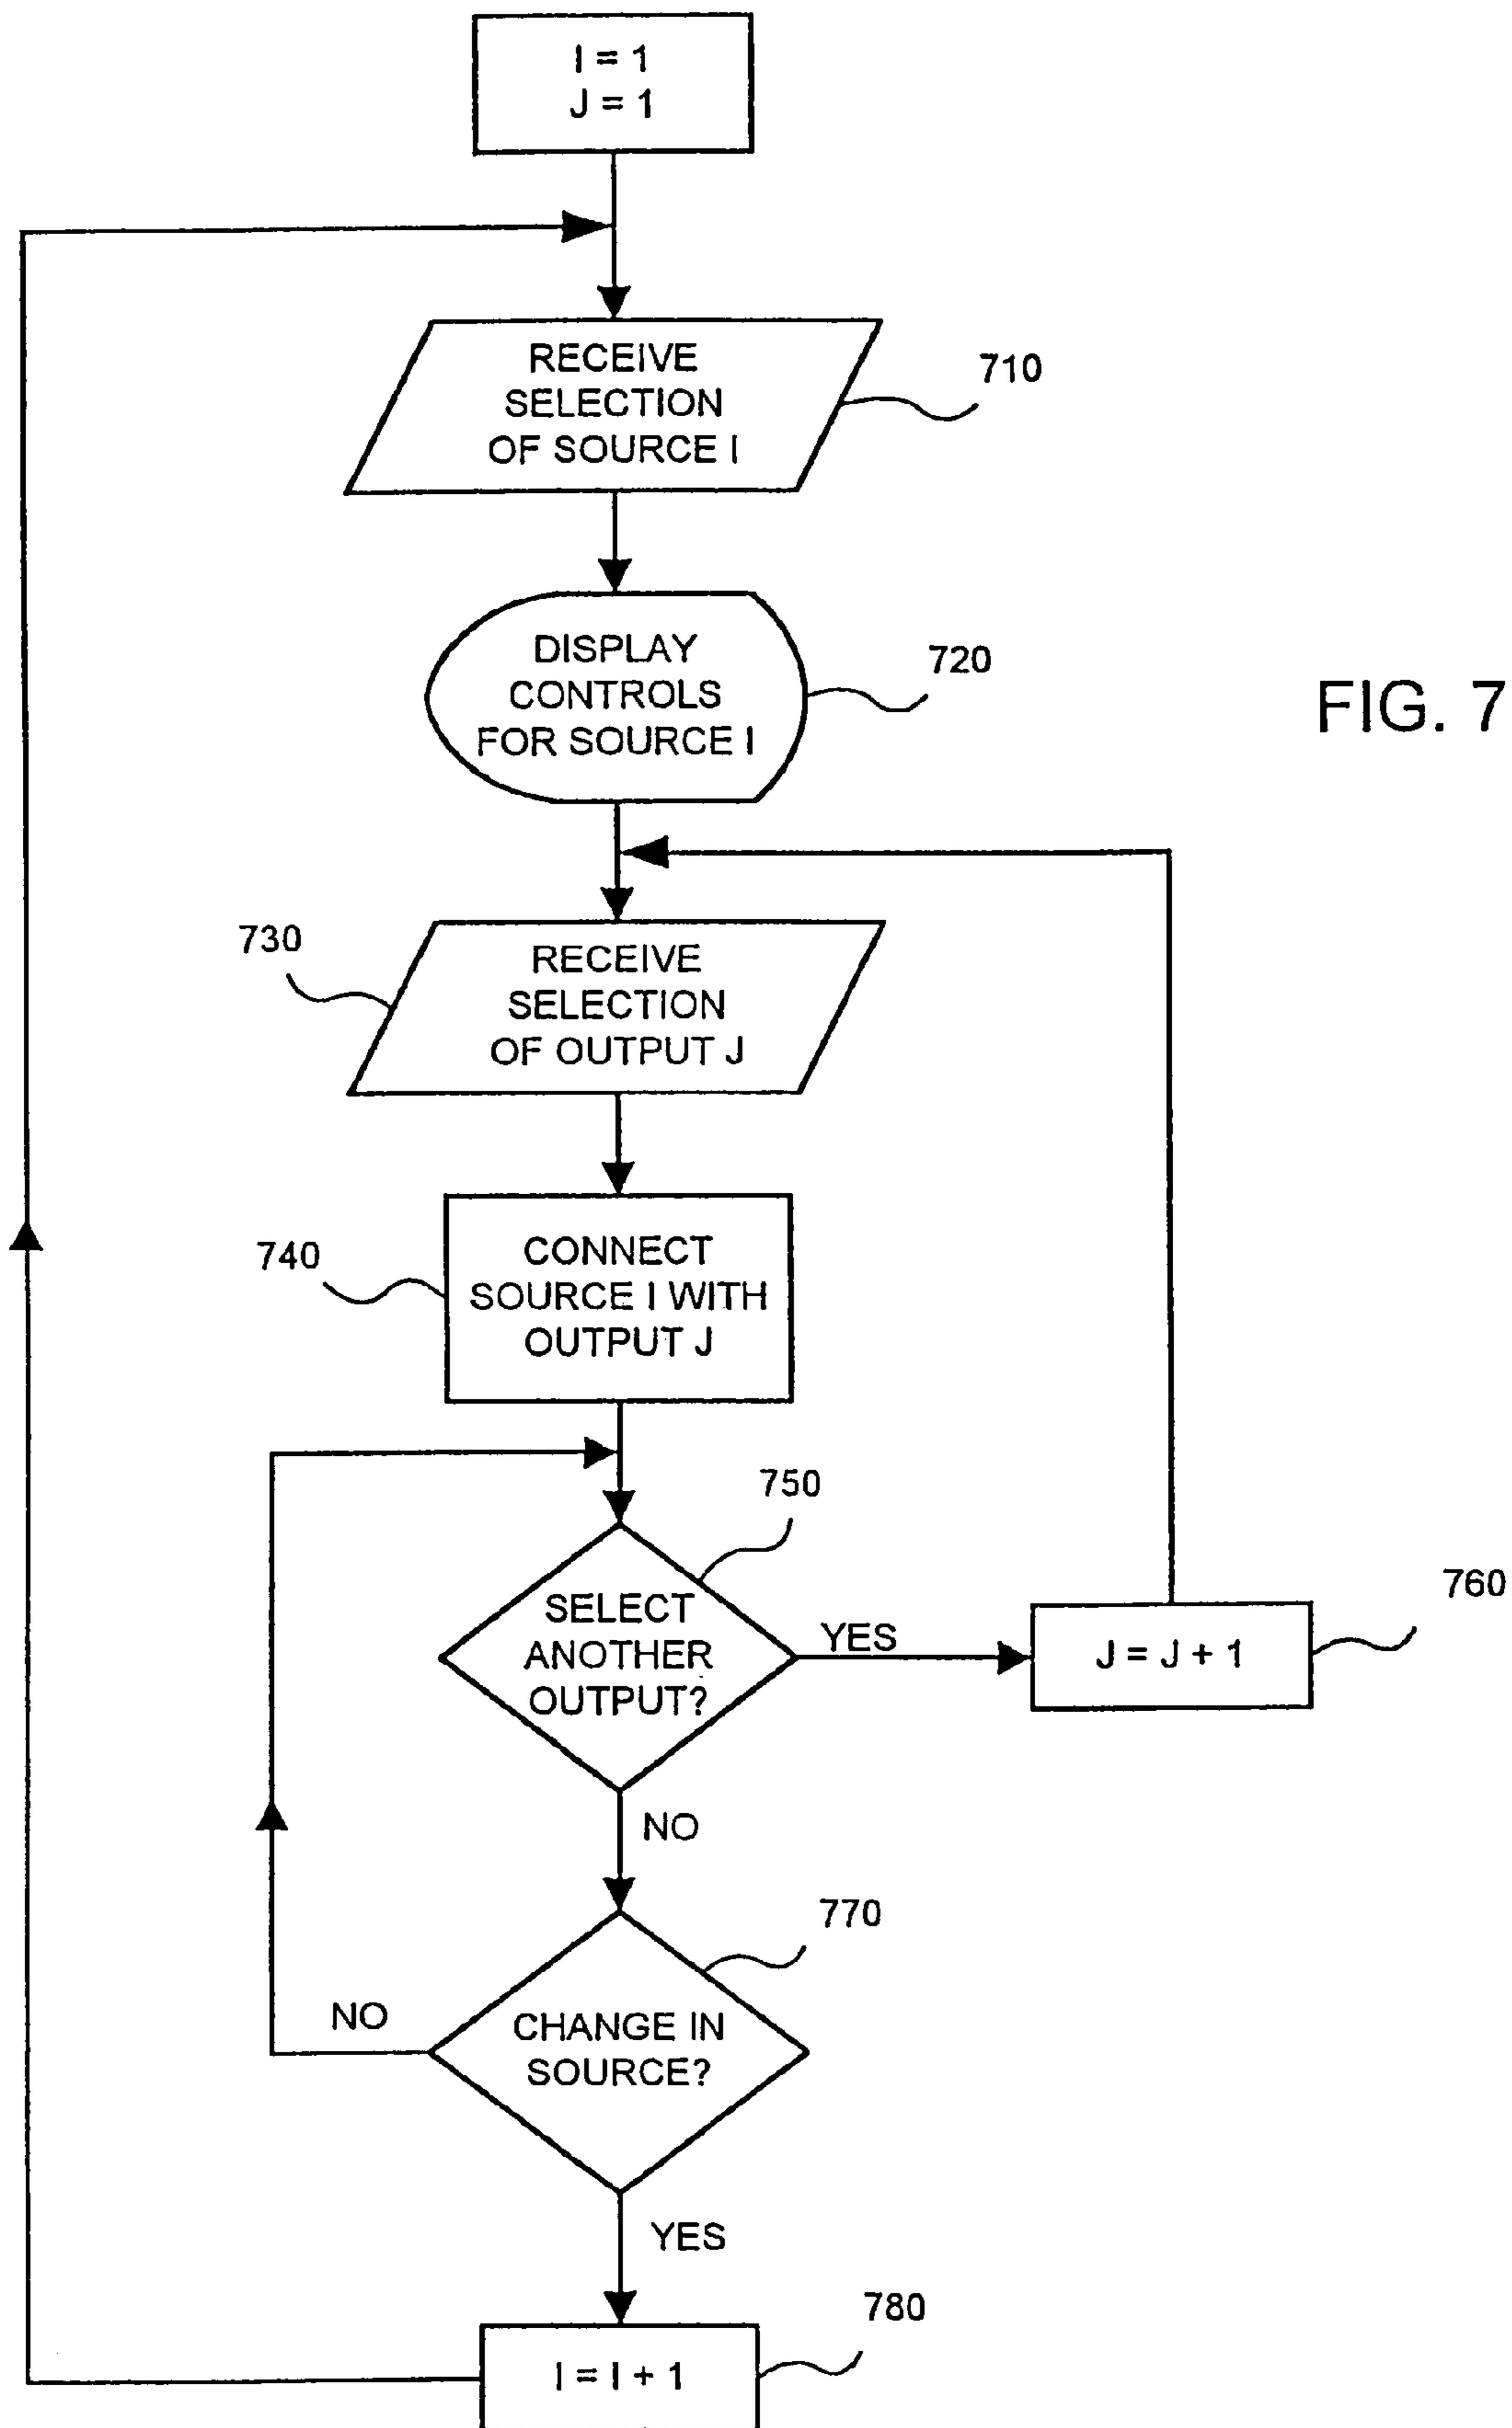 I = 1
J = 1
RECEIVE
SELECTION
OF SOURCE I
710
DISPLAY
CONTROLS
FOR SOURCE I
720
FIG. 7
730
RECEIVE
SELECTION
OF OUTPUT J
740
CONNECT
SOURCE I WITH
OUTPUT J
750
SELECT
ANOTHER
OUTPUT?
YES
760
J = J + 1
NO
770
CHANGE IN
SOURCE?
NO
YES
780
I = I + 1